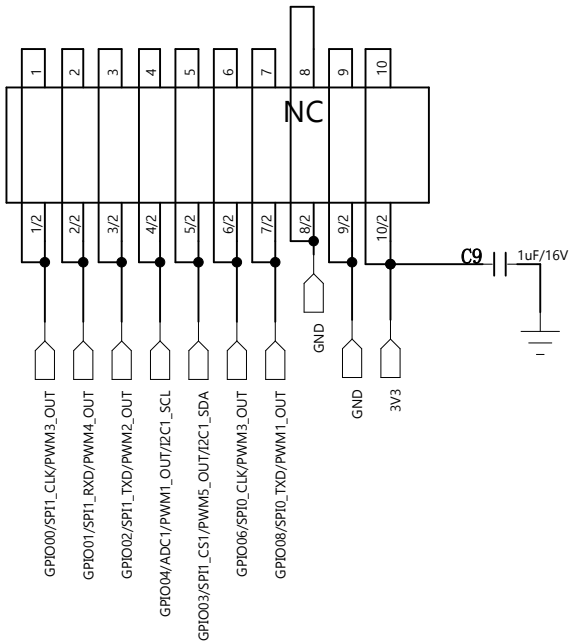 1
2
3
4
5
6
7
8
9
10
NC
1/2
2/2
3/2
4/2
5/2
6/2
7/2
8/2
9/2
10/2
C9
1uF/16V
GND
GND
3V3
GPIO00/SPI1_CLK/PWM3_OUT
GPIO01/SPI1_RXD/PWM4_OUT
GPIO02/SPI1_TXD/PWM2_OUT
GPIO04/ADC1/PWM1_OUT/I2C1_SCL
GPIO03/SPI1_CS1/PWM5_OUT/I2C1_SDA
GPIO06/SPI0_CLK/PWM3_OUT
GPIO08/SPI0_TXD/PWM1_OUT